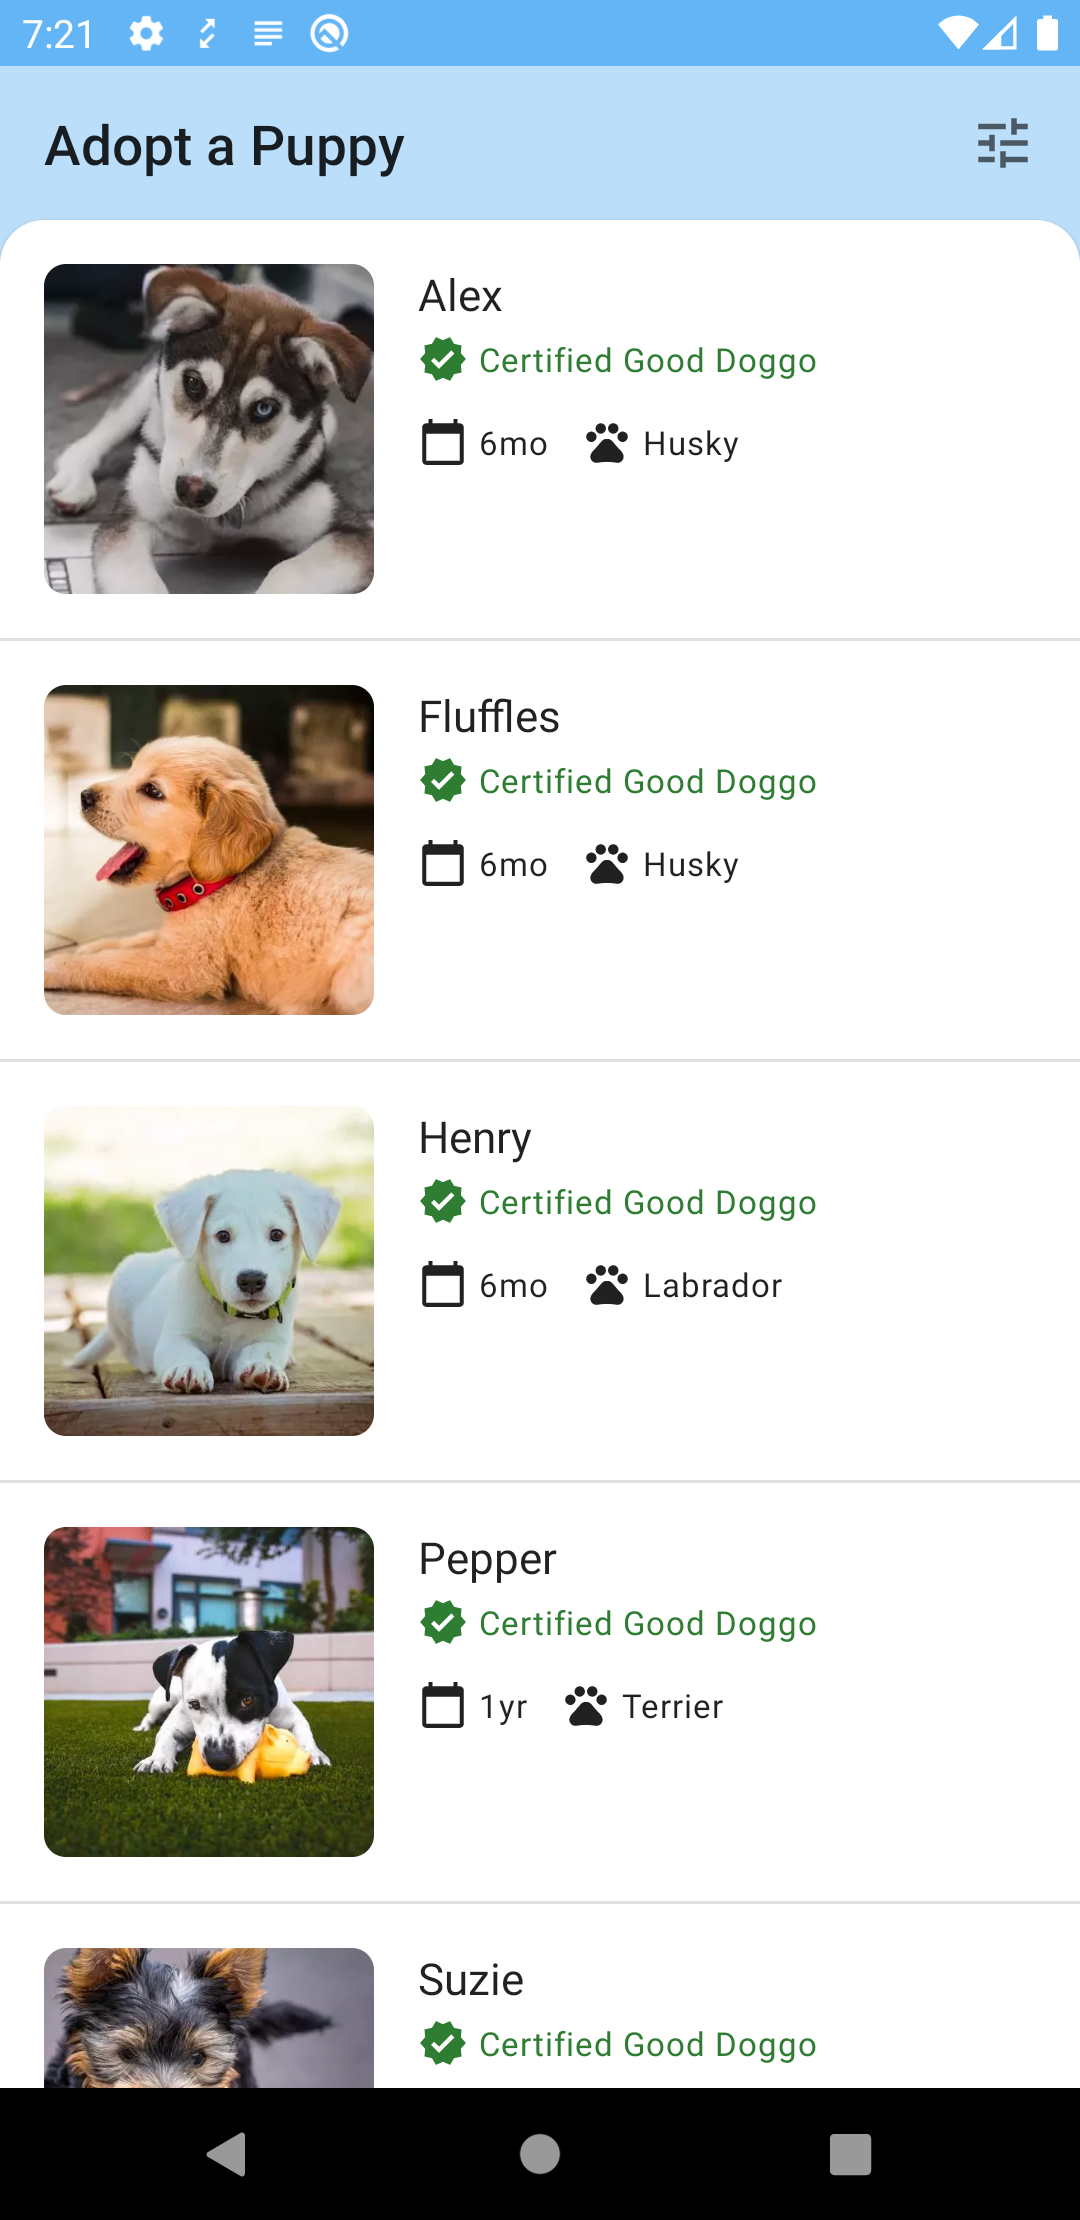 7:21
Adopt a Puppy
Alex
Certified Good Doggo
6mo Husky
Fluffles
Certified Good Doggo
6mo Husky
Henry
Certified Good Doggo
6mo Labrador
Pepper
Certified Good Doggo
1yr Terrier
Suzie
Certified Good Doggo